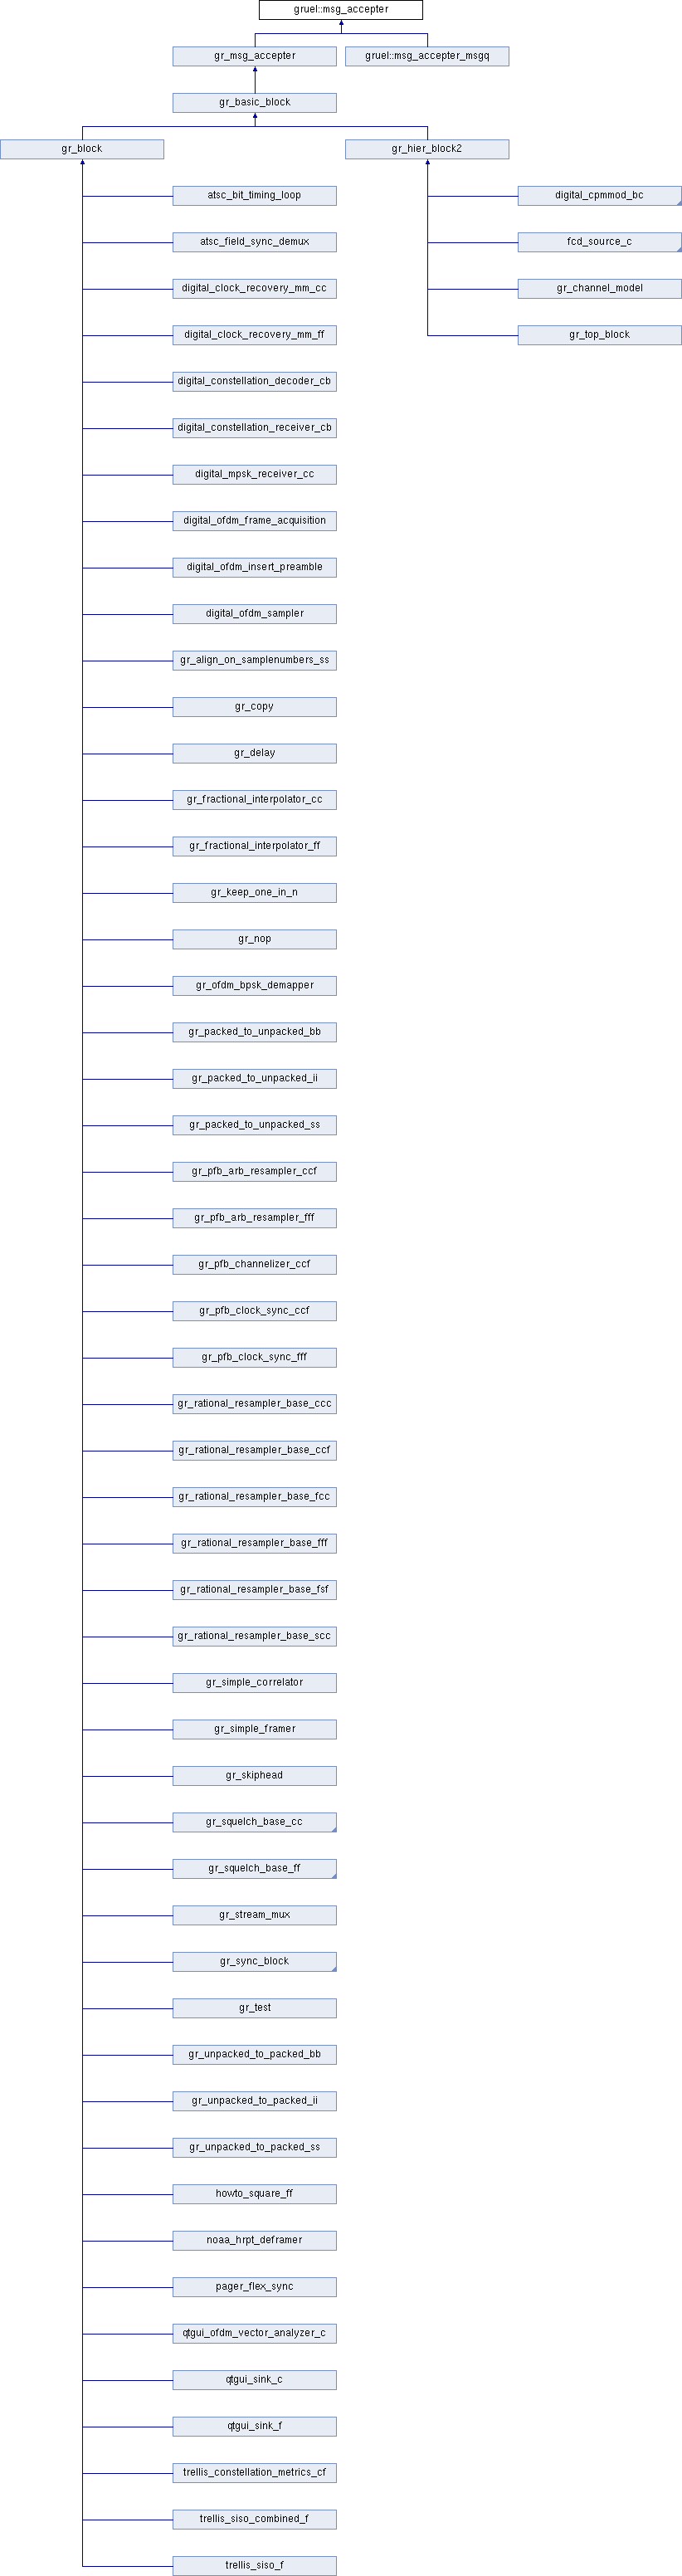 gruel::msg_accepter
gr_msg_accepter gruel::msg_accepter_msgq
gr_basic_block
gr_block gr_hier_block2
atsc_bit_timing_loop digital_cpmmod_bc
atsc_field_sync_demux fcd_source_c
digital_clock_recovery_mm_cc gr_channel_model
digital_clock_recovery_mm_ff gr_top_block
digital_constellation_decoder_cb
digital_constellation_receiver_cb
digital_mpsk_receiver_cc
digital_ofdm_frame_acquisition
digital_ofdm_insert_preamble
digital_ofdm_sampler
gr_align_on_samplenumbers_ss
gr_copy
gr_delay
gr_fractional_interpolator_cc
gr_fractional_interpolator_ff
gr_keep_one_in_n
gr_nop
gr_ofdm_bpsk_demapper
gr_packed_to_unpacked_bb
gr_packed_to_unpacked_ii
gr_packed_to_unpacked_ss
gr_pfb_arb_resampler_ccf
gr_pfb_arb_resampler_fff
gr_pfb_channelizer_ccf
gr_pfb_clock_sync_ccf
gr_pfb_clock_sync_fff
gr_rational_resampler_base_ccc
gr_rational_resampler_base_ccf
gr_rational_resampler_base_fcc
gr_rational_resampler_base_fff
gr_rational_resampler_base_fsf
gr_rational_resampler_base_scc
gr_simple_correlator
gr_simple_framer
gr_skiphead
gr_squelch_base_cc
gr_squelch_base_ff
gr_stream_mux
gr_sync_block
gr_test
gr_unpacked_to_packed_bb
gr_unpacked_to_packed_ii
gr_unpacked_to_packed_ss
howto_square_ff
noaa_hrpt_deframer
pager_flex_sync
qtgui_ofdm_vector_analyzer_c
qtgui_sink_c
qtgui_sink_f
trellis_constellation_metrics_cf
trellis_siso_combined_f
trellis_siso_f